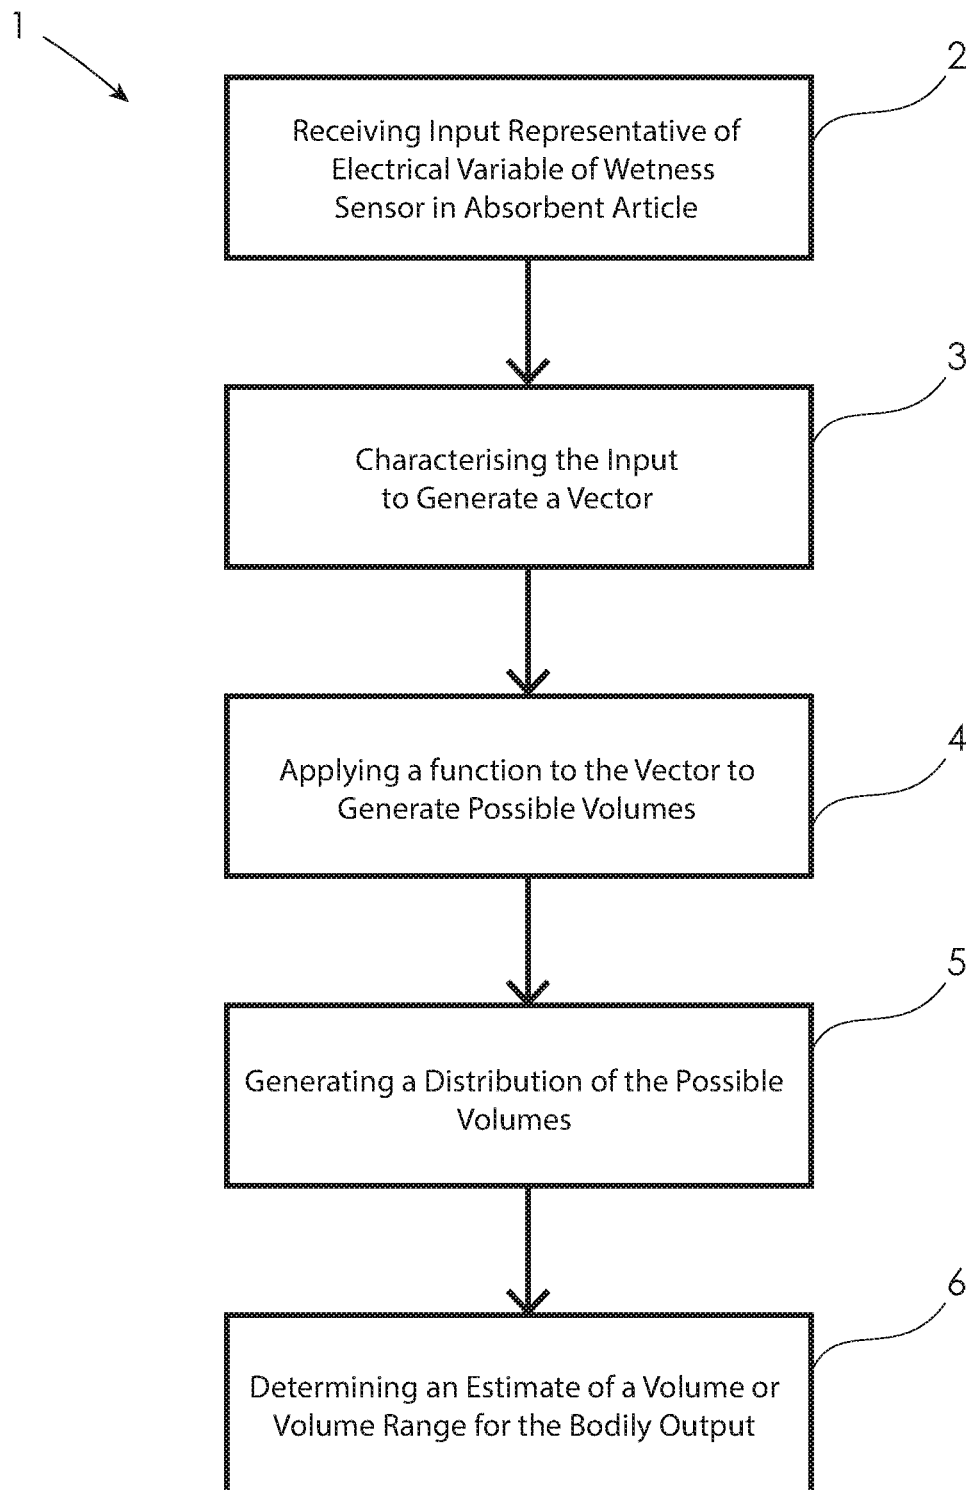 1
2
Receiving Input Representative of
Electrical Variable of Wetness
Sensor in Absorbent Article
3
Characterising the Input
to Generate a Vector
4
Applying a function to the Vector to
Generate Possible Volumes
5
Generating a Distribution of the Possible
Volumes
6
Determining an Estimate of a Volume or
Volume Range for the Bodily Output